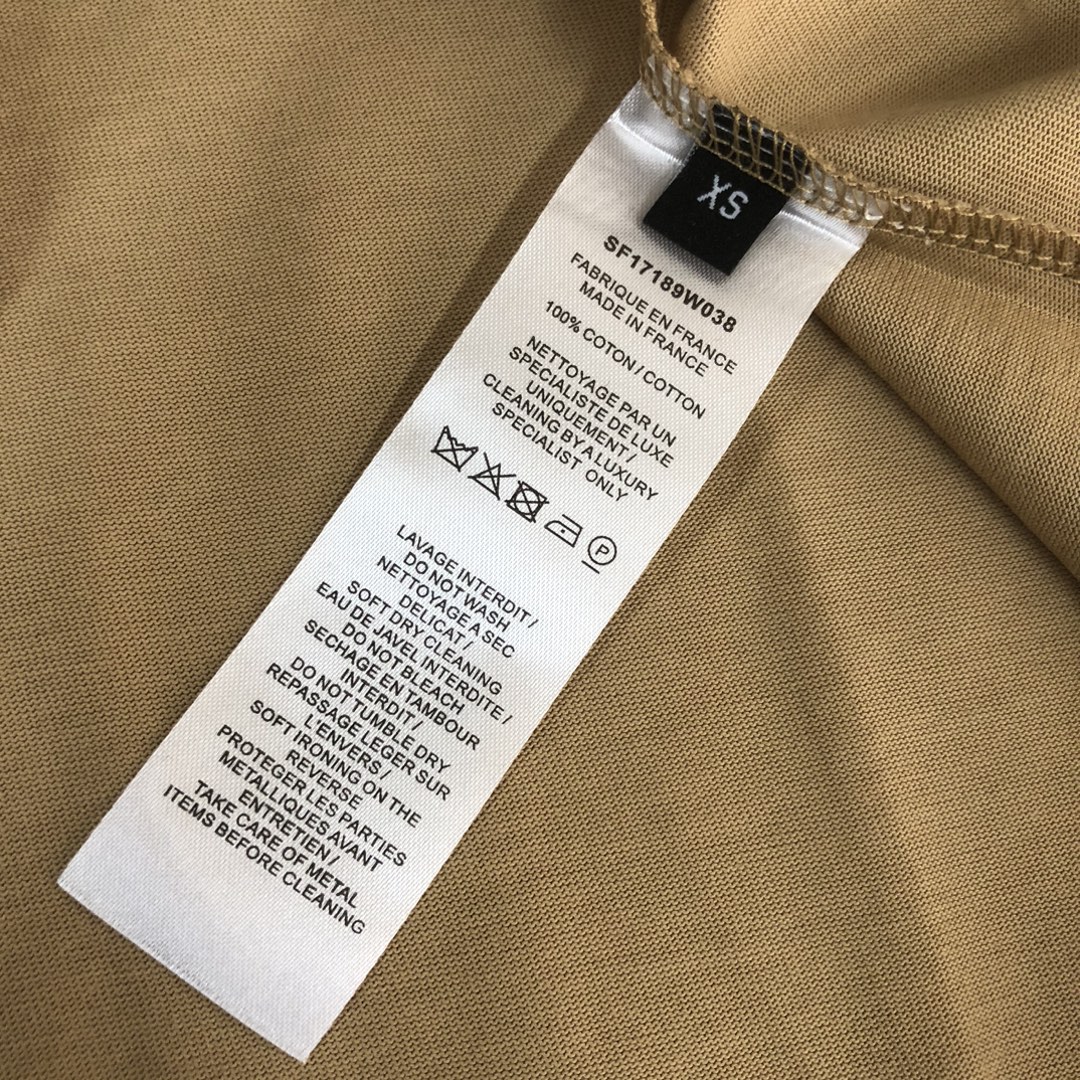 XS
SF17189W038
FABRIQUE EN FRANCE
MADE IN FRANCE
100% COTON / COTTON
NETTOYAGE PAR UN
SPECIALISTE DE LUXE
UNIQUEMENT /
CLEANING BY A LUXURY
SPECIALIST ONLY
P
LAVAGE INTERDIT /
DO NOT WASH
NETTOYAGE A SEC
DELICAT /
SOFT DRY CLEANING
EAU DE JAVEL INTERDITE /
DO NOT BLEACH
SECHAGE EN TAMBOUR
INTERDIT /
DO NOT TUMBLE DRY
REPASSAGE LEGER SUR
L'ENVERS /
SOFT IRONING ON THE
REVERSE
PROTEGER LES PARTIES
METALLIQUES AVANT
ENTRETIEN /
TAKE CARE OF METAL
ITEMS BEFORE CLEANING